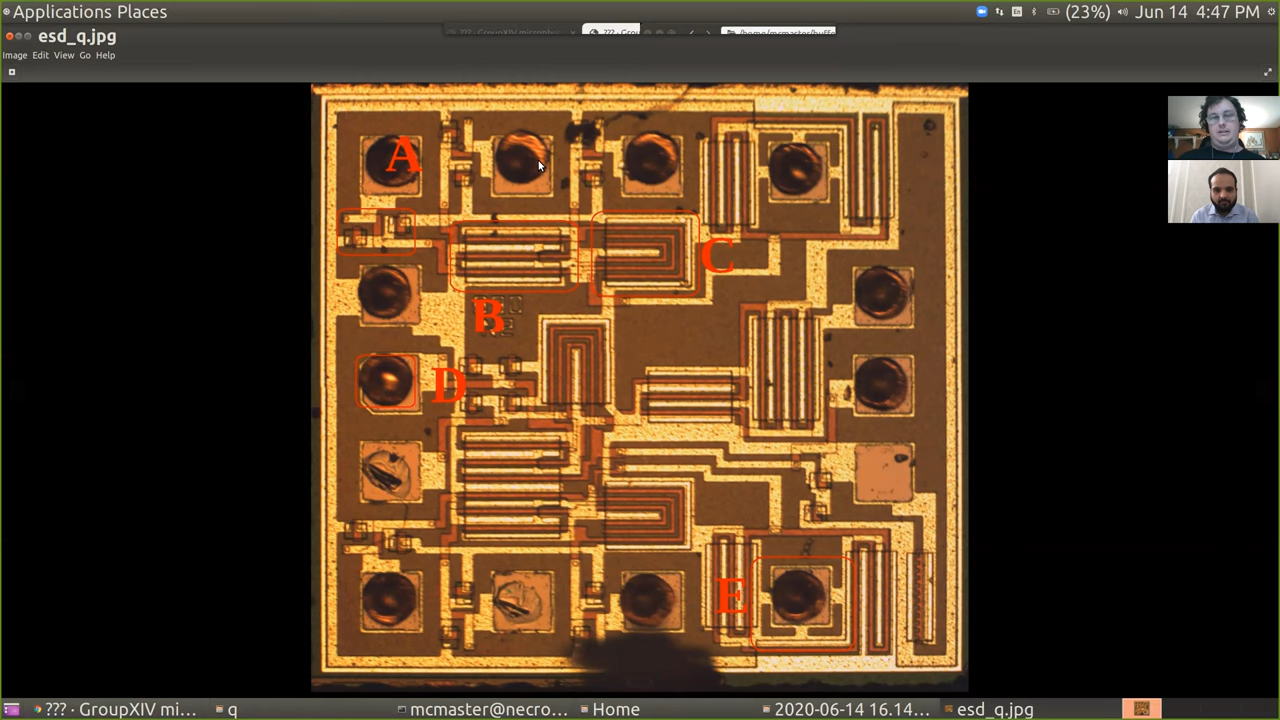 Applications Places
En
(23%)
Jun 14 4:47 PM
esd_q.jpg
Image Edit View Go Help
A
B
C
D
E
??? · GroupXIV mi...
q
mcmaster@necro...
Home
2020-06-14 16.14...
esd_q.jpg